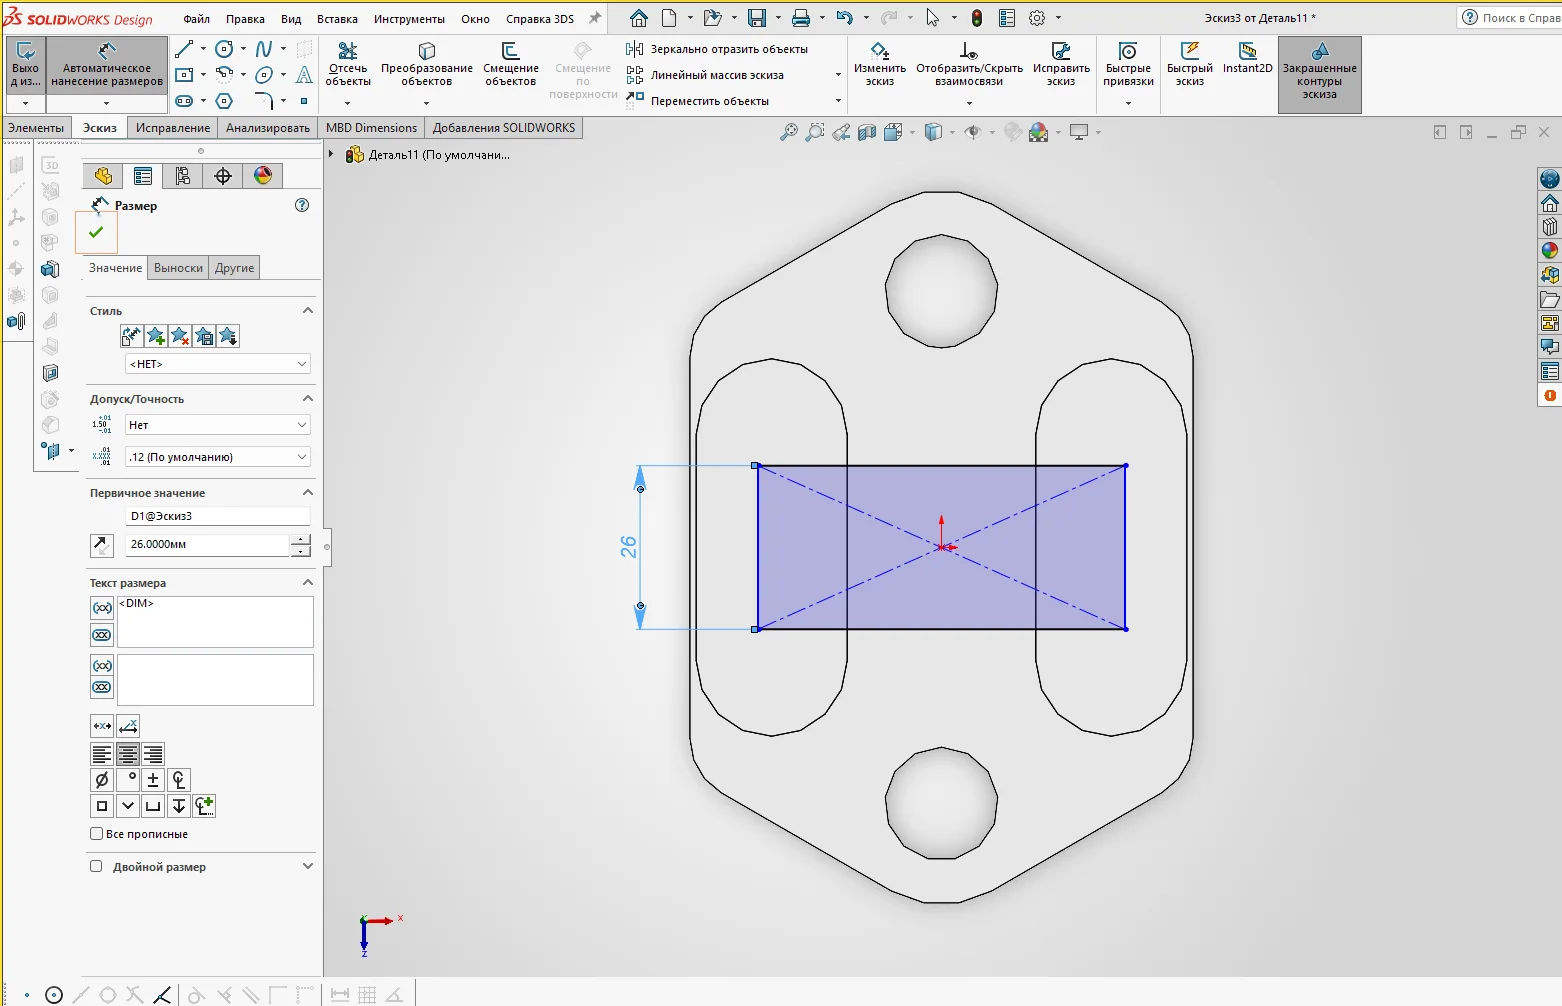 SOLIDWORKS Design
Файл
Правка
Вид
Вставка
Инструменты
Окно
Справка 3DS
Эскиз3 от Деталь11 *
Поиск в Справ
Выхо
д из...
Автоматическое
нанесение размеров
Отсечь
объекты
Преобразование
объектов
Смещение
объектов
Смещение
по
поверхности
Зеркально отразить объекты
Линейный массив эскиза
Переместить объекты
Изменить
эскиз
Отобразить/Скрыть
взаимосвязи
Исправить
эскиз
Быстрые
привязки
Быстрый
эскиз
Instant2D
Закрашенные
контуры
эскиза
Элементы
Эскиз
Исправление
Анализировать
MBD Dimensions
Добавления SOLIDWORKS
Деталь11 (По умолчани...
Размер
Значение
Выноски
Другие
Стиль
<НЕТ>
Допуск/Точность
Нет
.12 (По умолчанию)
Первичное значение
D1@Эскиз3
26.0000мм
Текст размера
<DIM>
Все прописные
Двойной размер
26
X
Z